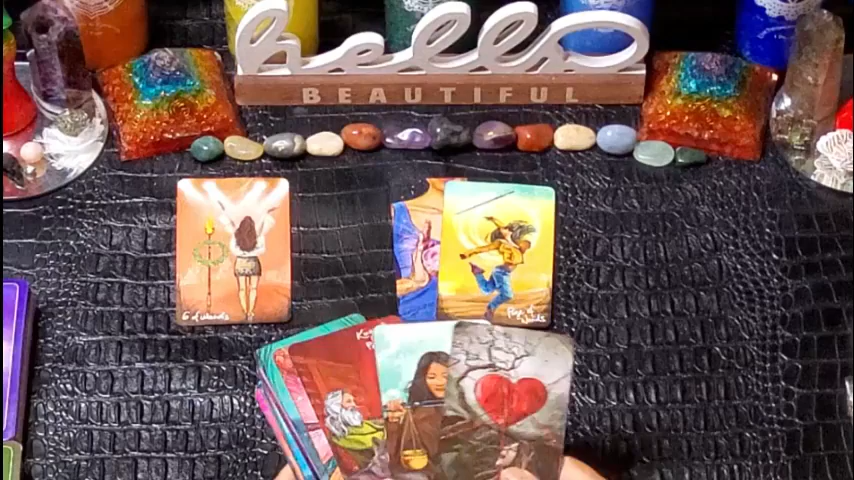 hello
BEAUTIFUL
6 of wands
Page of
Wands